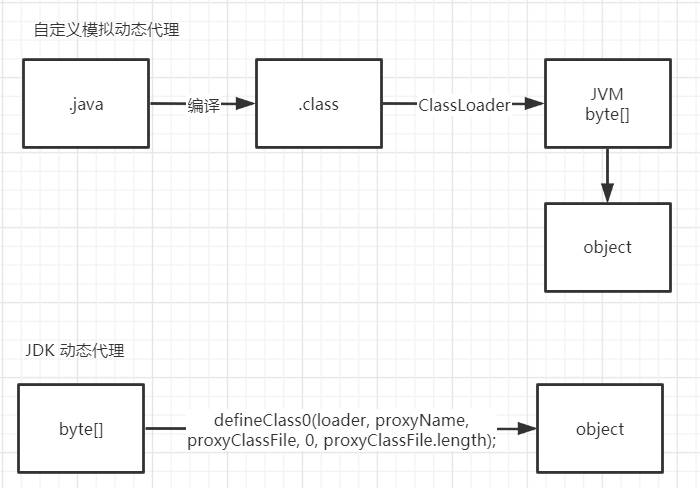 自定义模拟动态代理
.java
编译
.class
ClassLoader
JVM
byte[]
object
JDK 动态代理
byte[]
defineClass0(loader, proxyName,
proxyClassFile, 0, proxyClassFile.length);
object